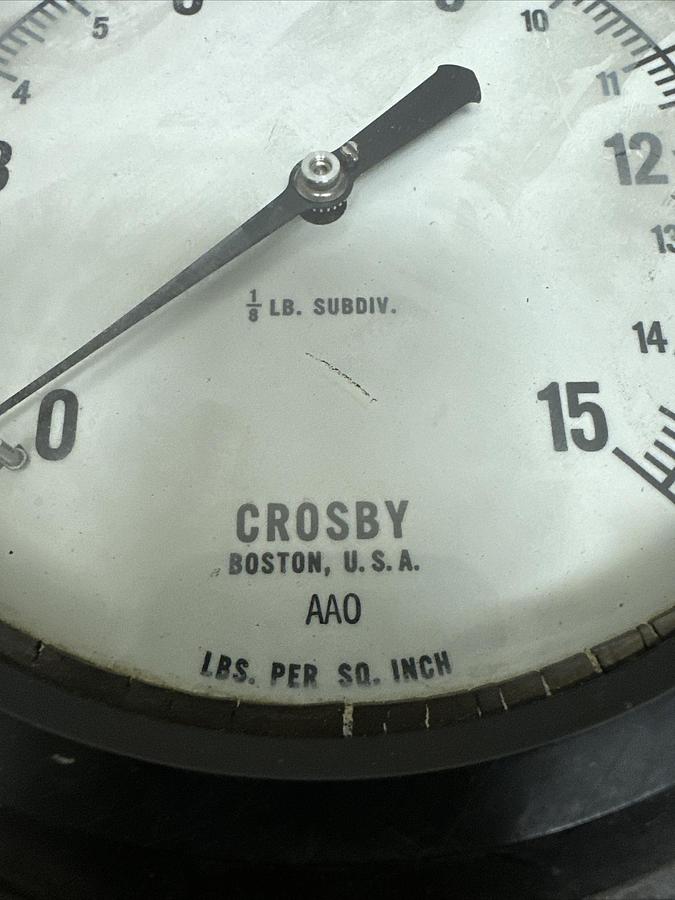 5
10
4
11
12
13
1/8 LB. SUBDIV.
14
0
15
CROSBY
BOSTON, U.S.A.
AAO
LBS. PER SQ. INCH